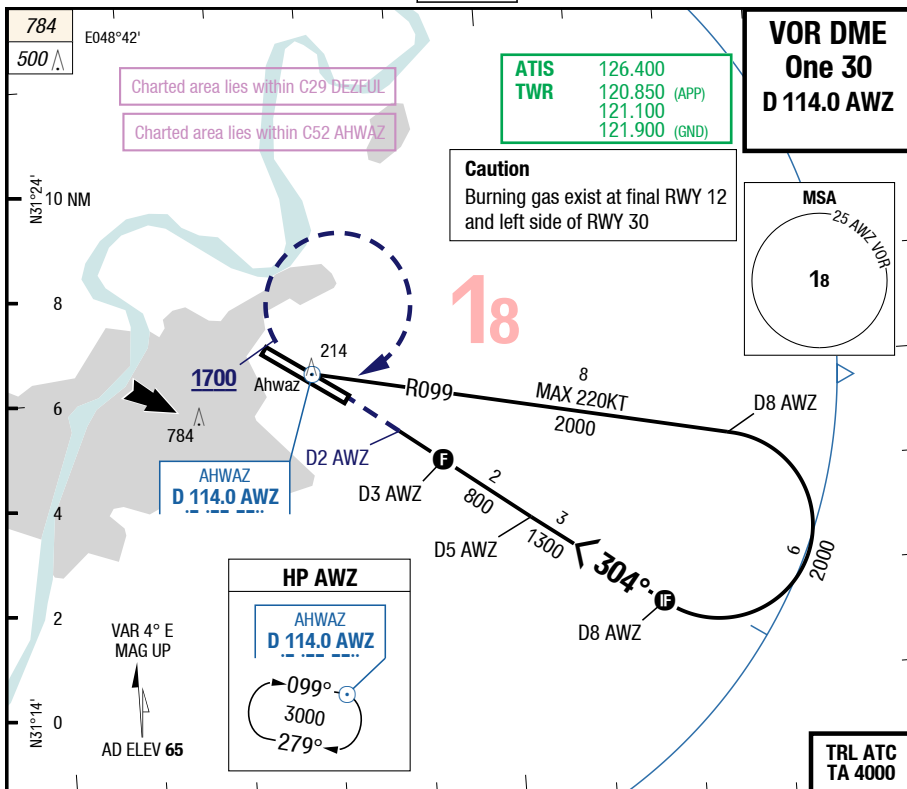 784
500
E048°42'
Charted area lies within C29 DEZFUL
Charted area lies within C52 AHWAZ
ATIS 126.400
TWR 120.850 (APP)
121.100
121.900 (GND)
VOR DME
One 30
D 114.0 AWZ
Caution
Burning gas exist at final RWY 12
and left side of RWY 30
MSA
25 AWZ VOR
18
N31°24'
10 NM
8
6
4
2
0
N31°14'
18
214
1700
Ahwaz
784
R099
8
MAX 220KT
2000
D8 AWZ
D2 AWZ
AHWAZ
D 114.0 AWZ
F
D3 AWZ
2
800
D5 AWZ
3
1300
304°
IF
D8 AWZ
6
2000
HP AWZ
AHWAZ
D 114.0 AWZ
099°
3000
279°
VAR 4° E
MAG UP
AD ELEV 65
TRL ATC
TA 4000